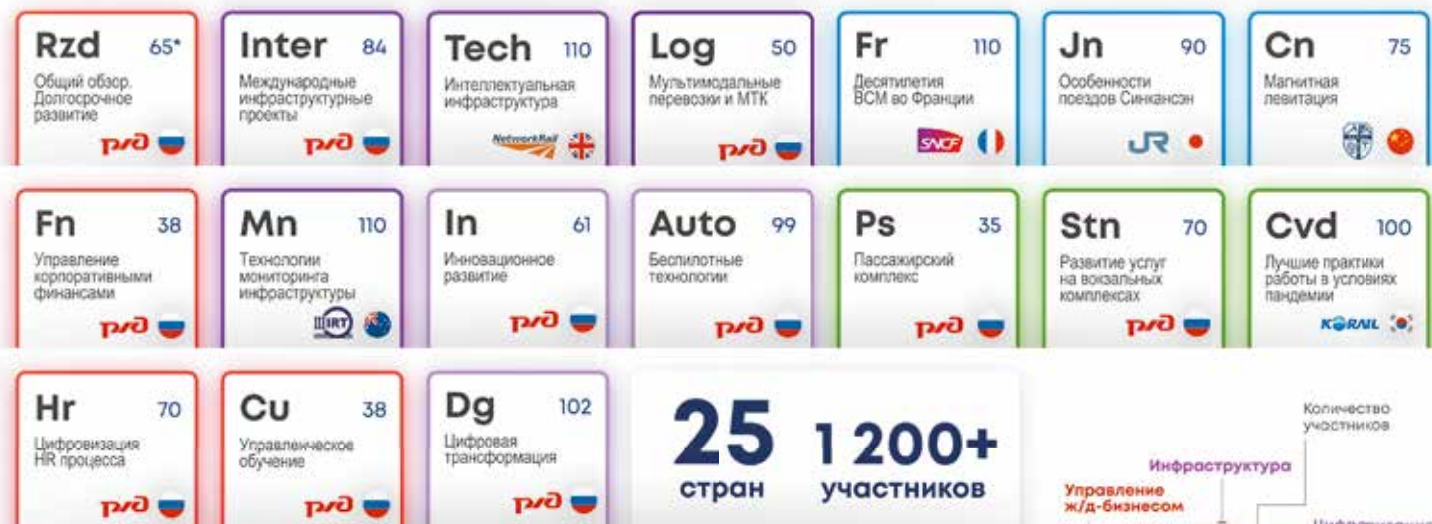 Rzd 65*
Общий обзор.
Долгосрочное
развитие
ржд
Inter 84
Международные
инфраструктурные
проекты
ржд
Tech 110
Интеллектуальная
инфраструктура
NetworkRail
Log 50
Мультимодальные
перевозки и МТК
ржд
Fr 110
Десятилетия
ВСМ во Франции
SNCF
Jn 90
Особенности
поездов Синкансэн
JR
Cn 75
Магнитная
левитация
Fn 38
Управление
корпоративными
финансами
ржд
Mn 110
Технологии
мониторинга
инфраструктуры
IRT
In 61
Инновационное
развитие
ржд
Auto 99
Беспилотные
технологии
ржд
Ps 35
Пассажирский
комплекс
ржд
Stn 70
Развитие услуг
на вокзальных
комплексах
ржд
Cvd 100
Лучшие практики
работы в условиях
пандемии
KORAIL
Hr 70
Цифровизация
HR процесса
ржд
Cu 38
Управленческое
обучение
ржд
Dg 102
Цифровая
трансформация
ржд
25
стран
1 200+
участников
Количество
участников
Инфраструктура
Управление
ж/д-бизнесом